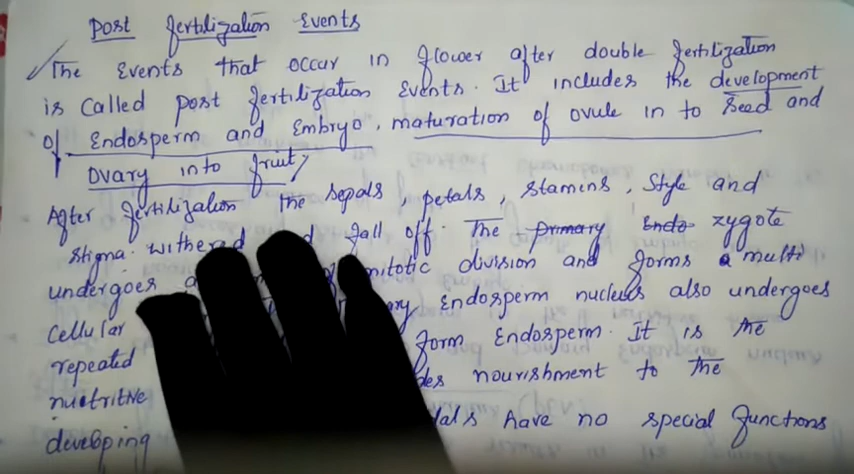 Post fertilization Events
The Events that occur in flower after double fertilization
is called post fertilization Events. It includes the development
of Endosperm and Embryo, maturation of ovule in to seed and
ovary into fruit,
After fertilization the sepals, petals, stamens, style and
stigma withered fall off. The Primary Endo zygote
undergoes mitotic division and forms a multi
cellular Endosperm nucleus also undergoes
repeated form Endosperm. It is the
nutritive nourishment to the
developing have no special functions